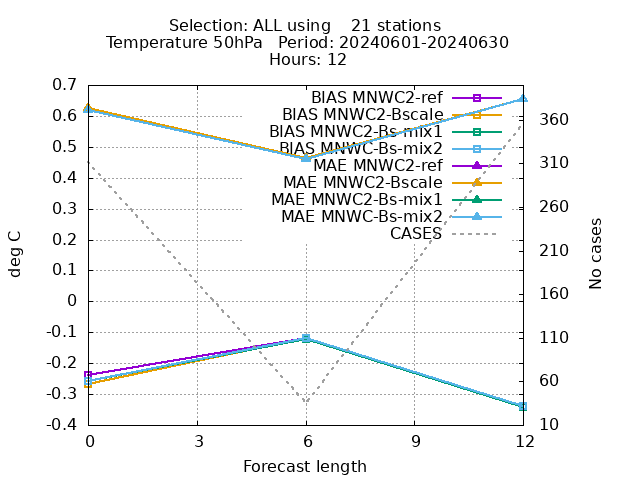 Selection: ALL using    21 stations
Temperature 50hPa   Period: 20240601-20240630
Hours: 12
0.7
0.6
0.5
0.4
0.3
0.2
0.1
0
-0.1
-0.2
-0.3
-0.4
deg C
BIAS MNWC2-ref
BIAS MNWC2-Bscale
BIAS MNWC2-Bs-mix1
BIAS MNWC-Bs-mix2
MAE MNWC2-ref
MAE MNWC2-Bscale
MAE MNWC2-Bs-mix1
MAE MNWC-Bs-mix2
CASES
360
310
260
210
160
110
60
10
No cases
0 3 6 9 12
Forecast length